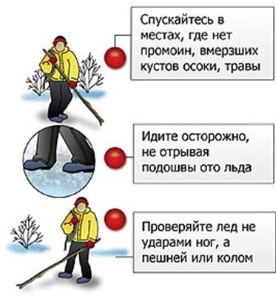 Спускайтесь в
местах, где нет
промоин, вмерзших
кустов осоки, травы
Идите осторожно,
не отрывая
подошвы ото льда
Проверяйте лед не
ударами ног, а
пешней или колом